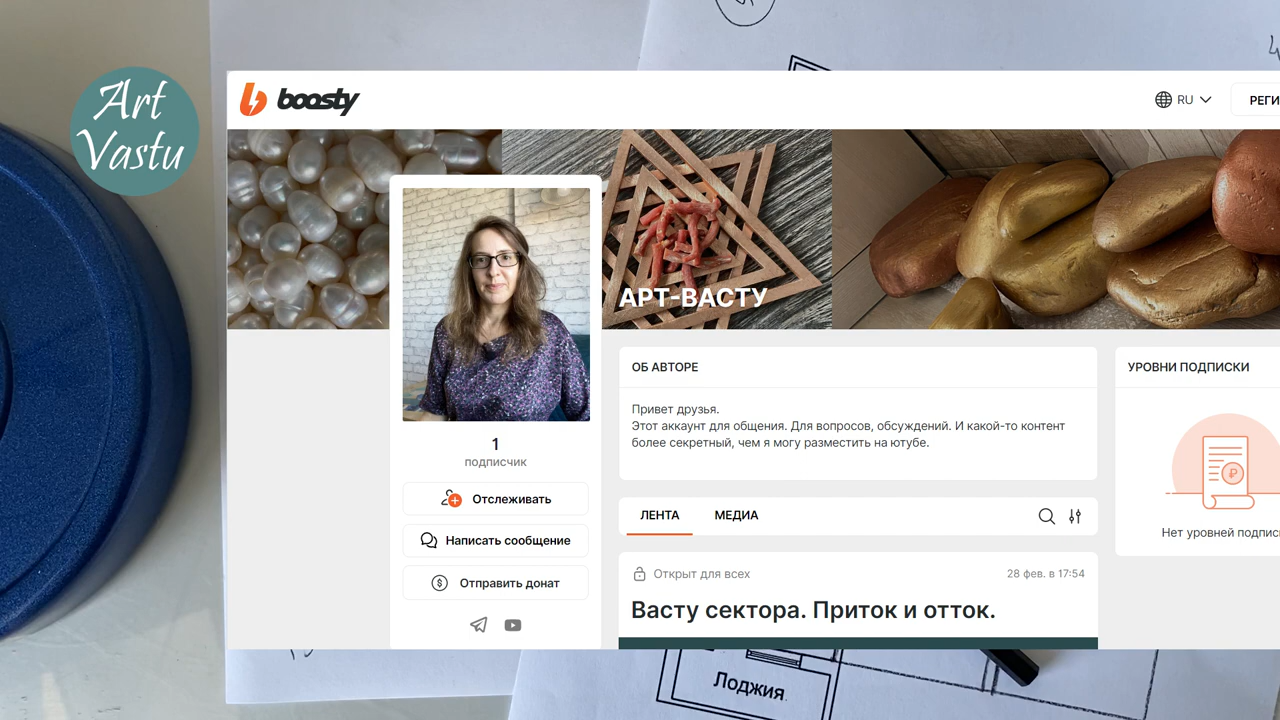 Art
Vastu
boosty
RU
РЕГИ
АРТ-ВАСТУ
1
подписчик
Отслеживать
Написать сообщение
Отправить донат
ОБ АВТОРЕ
Привет друзья.
Этот аккаунт для общения. Для вопросов, обсуждений. И какой-то контент
более секретный, чем я могу разместить на ютубе.
ЛЕНТА МЕДИА
Открыт для всех 28 фев. в 17:54
Васту сектора. Приток и отток.
УРОВНИ ПОДПИСКИ
Нет уровней подпис
Лоджия